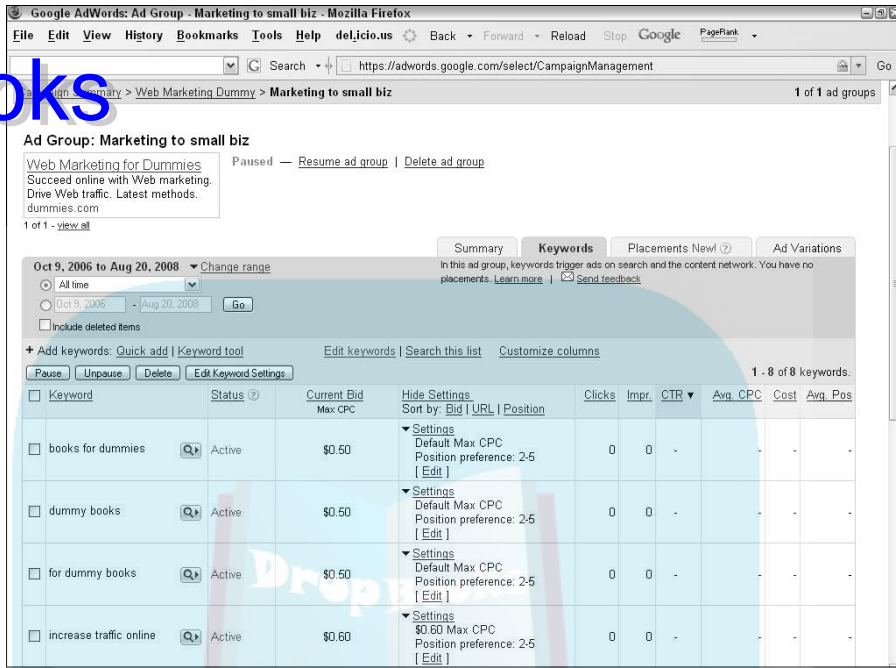 Google AdWords: Ad Group - Marketing to small biz - Mozilla Firefox
File Edit View History Bookmarks Tools Help del.icio.us Back Forward Reload Stop Google PageRank
G Search https://adwords.google.com/select/CampaignManagement Go
oks
Summary > Web Marketing Dummy > Marketing to small biz 1 of 1 ad groups
Ad Group: Marketing to small biz
Web Marketing for Dummies Paused — Resume ad group | Delete ad group
Succeed online with Web marketing.
Drive Web traffic. Latest methods.
dummies.com
1 of 1 - view all
Summary Keywords Placements New! Ad Variations
Oct 9, 2006 to Aug 20, 2008 Change range In this ad group, keywords trigger ads on search and the content network. You have no
All time placements. Learn more | Send feedback
Oct 9, 2006 - Aug 20, 2008 Go
Include deleted items
+ Add keywords: Quick add | Keyword tool Edit keywords | Search this list Customize columns
Pause Unpause Delete Edit Keyword Settings 1 - 8 of 8 keywords.
Keyword Status Current Bid Hide Settings Clicks Impr. CTR Avg. CPC Cost Avg. Pos
Max CPC Sort by: Bid | URL | Position
Settings
books for dummies Active $0.50 Default Max CPC 0 0 - - - -
Position preference: 2-5
[ Edit ]
Settings
dummy books Active $0.50 Default Max CPC 0 0 - - - -
Position preference: 2-5
[ Edit ]
Settings
for dummy books Active $0.50 Default Max CPC 0 0 - - - -
Position preference: 2-5
[ Edit ]
Settings
increase traffic online Active $0.60 $0.60 Max CPC 0 0 - - - -
Position preference: 2-5
[ Edit ]
DropBooks